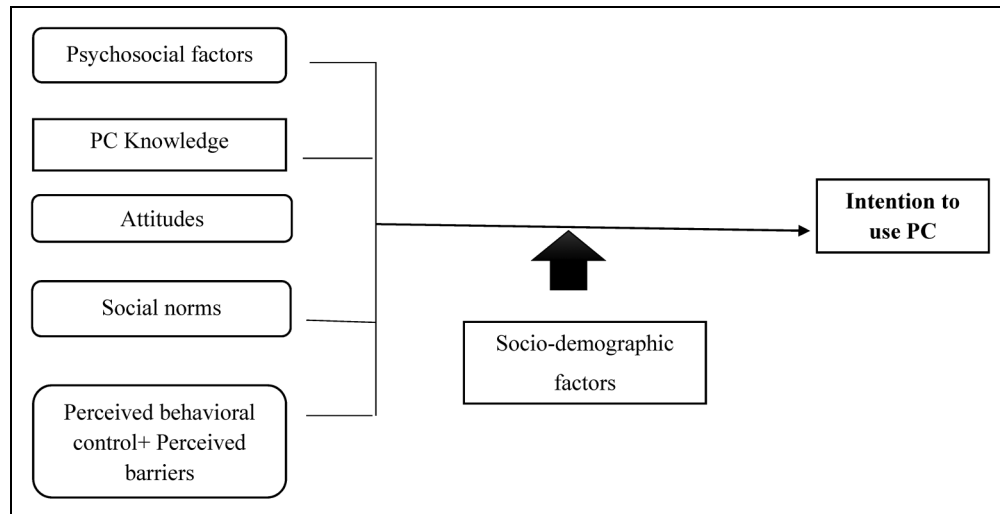 Psychosocial factors
PC Knowledge
Attitudes
Social norms
Perceived behavioral
control+ Perceived
barriers
Socio-demographic
factors
Intention to
use PC